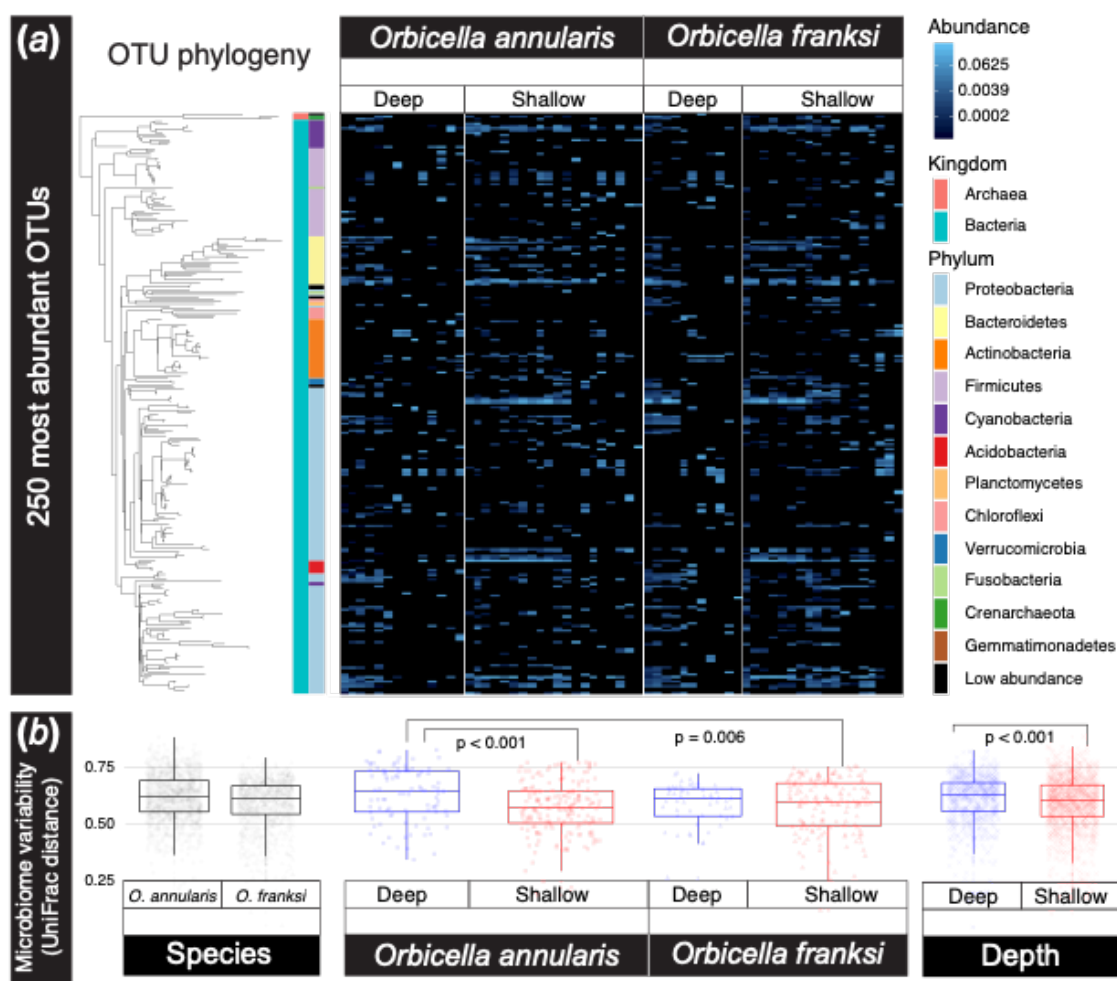 (a)
OTU phylogeny
Orbicella annularis
Orbicella franksi
Deep
Shallow
Deep
Shallow
250 most abundant OTUs
Abundance
0.0625
0.0039
0.0002
Kingdom
Archaea
Bacteria
Phylum
Proteobacteria
Bacteroidetes
Actinobacteria
Firmicutes
Cyanobacteria
Acidobacteria
Planctomycetes
Chloroflexi
Verrucomicrobia
Fusobacteria
Crenarchaeota
Gemmatimonadetes
Low abundance
(b)
Microbiome variability
(UniFrac distance)
0.75
0.50
0.25
p < 0.001
p = 0.006
p < 0.001
O. annularis
O. franksi
Deep
Shallow
Deep
Shallow
Deep
Shallow
Species
Orbicella annularis
Orbicella franksi
Depth